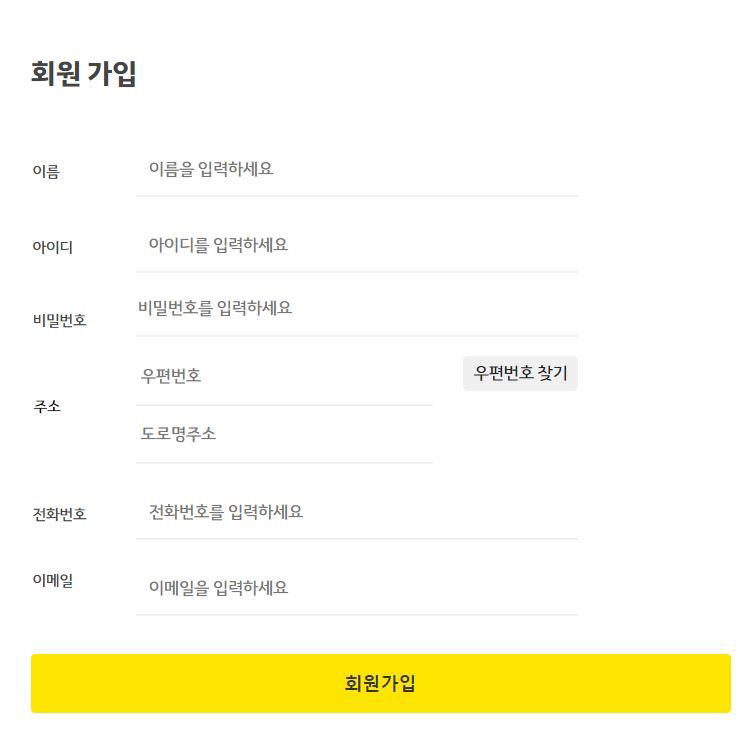 회원 가입
이름 이름을 입력하세요
아이디 아이디를 입력하세요
비밀번호 비밀번호를 입력하세요
우편번호 우편번호 찾기
주소
도로명주소
전화번호 전화번호를 입력하세요
이메일 이메일을 입력하세요
회원가입